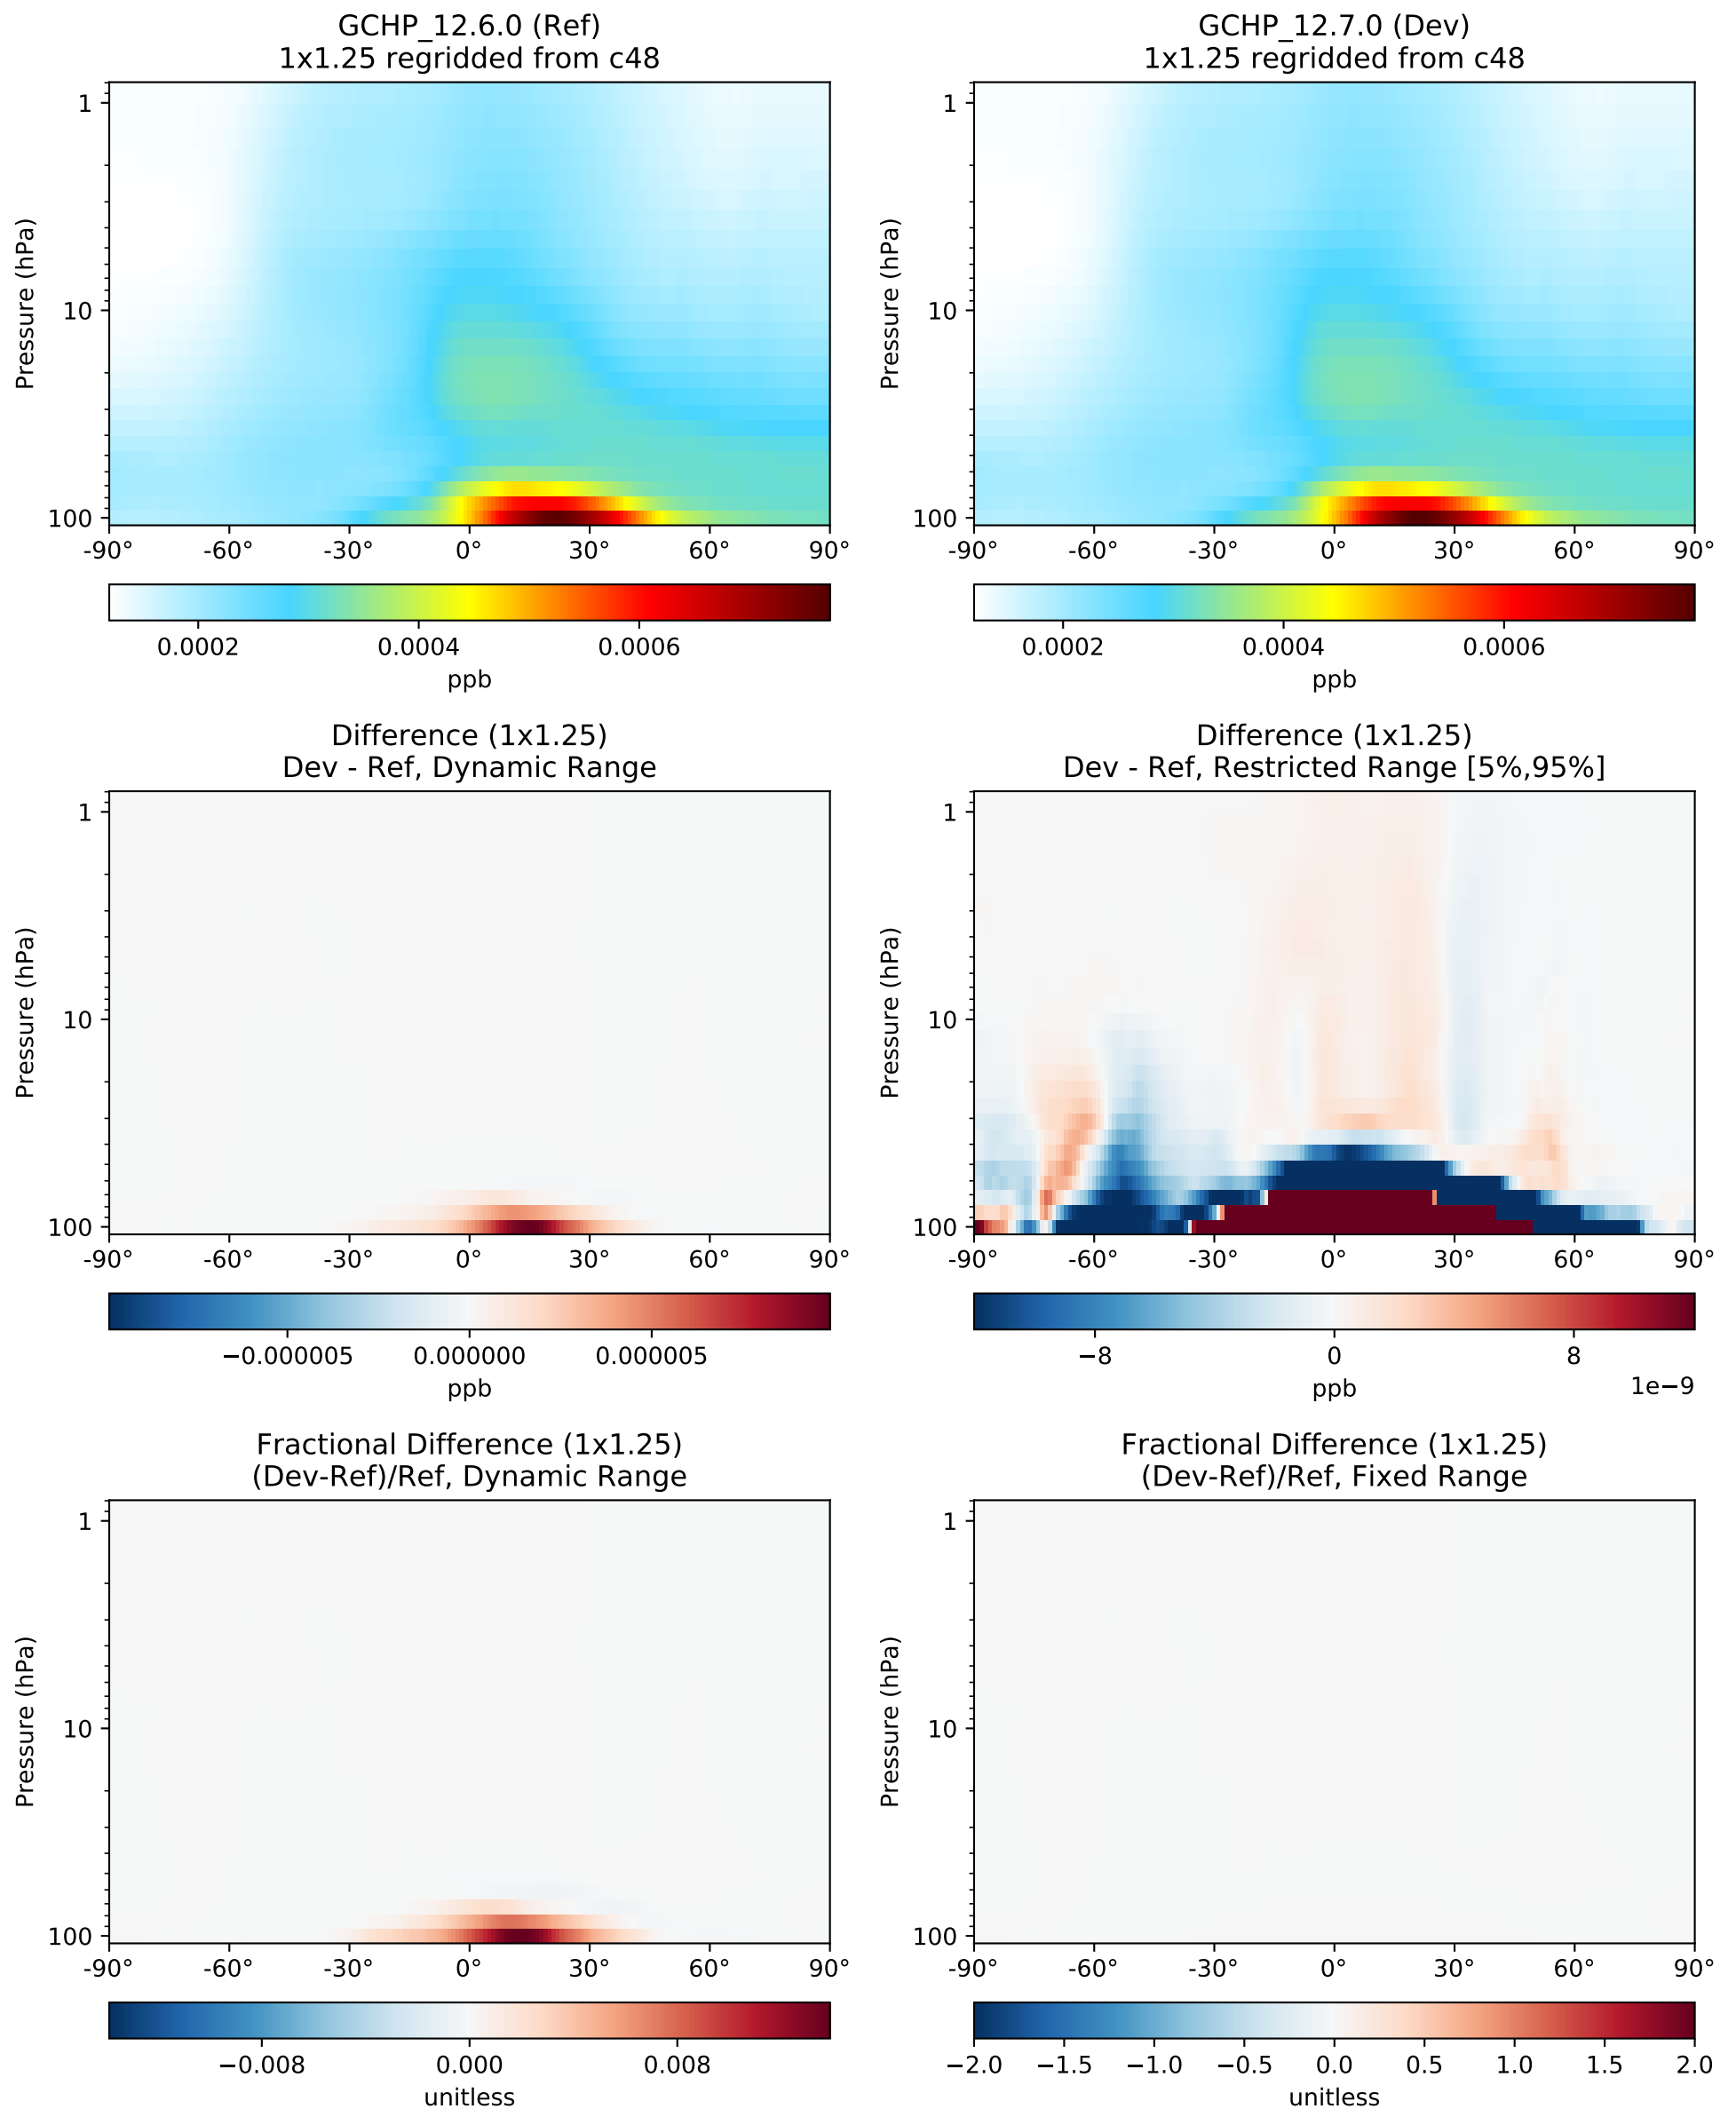 GCHP_12.6.0 (Ref)
1x1.25 regridded from c48
Pressure (hPa)
1
10
100
-90° -60° -30° 0° 30° 60° 90°
0.0002 0.0004 0.0006
ppb
GCHP_12.7.0 (Dev)
1x1.25 regridded from c48
Pressure (hPa)
1
10
100
-90° -60° -30° 0° 30° 60° 90°
0.0002 0.0004 0.0006
ppb
Difference (1x1.25)
Dev - Ref, Dynamic Range
Pressure (hPa)
1
10
100
-90° -60° -30° 0° 30° 60° 90°
−0.000005 0.000000 0.000005
ppb
Difference (1x1.25)
Dev - Ref, Restricted Range [5%,95%]
Pressure (hPa)
1
10
100
-90° -60° -30° 0° 30° 60° 90°
−8 0 8
ppb
1e−9
Fractional Difference (1x1.25)
(Dev-Ref)/Ref, Dynamic Range
Pressure (hPa)
1
10
100
-90° -60° -30° 0° 30° 60° 90°
−0.008 0.000 0.008
unitless
Fractional Difference (1x1.25)
(Dev-Ref)/Ref, Fixed Range
Pressure (hPa)
1
10
100
-90° -60° -30° 0° 30° 60° 90°
−2.0 −1.5 −1.0 −0.5 0.0 0.5 1.0 1.5 2.0
unitless